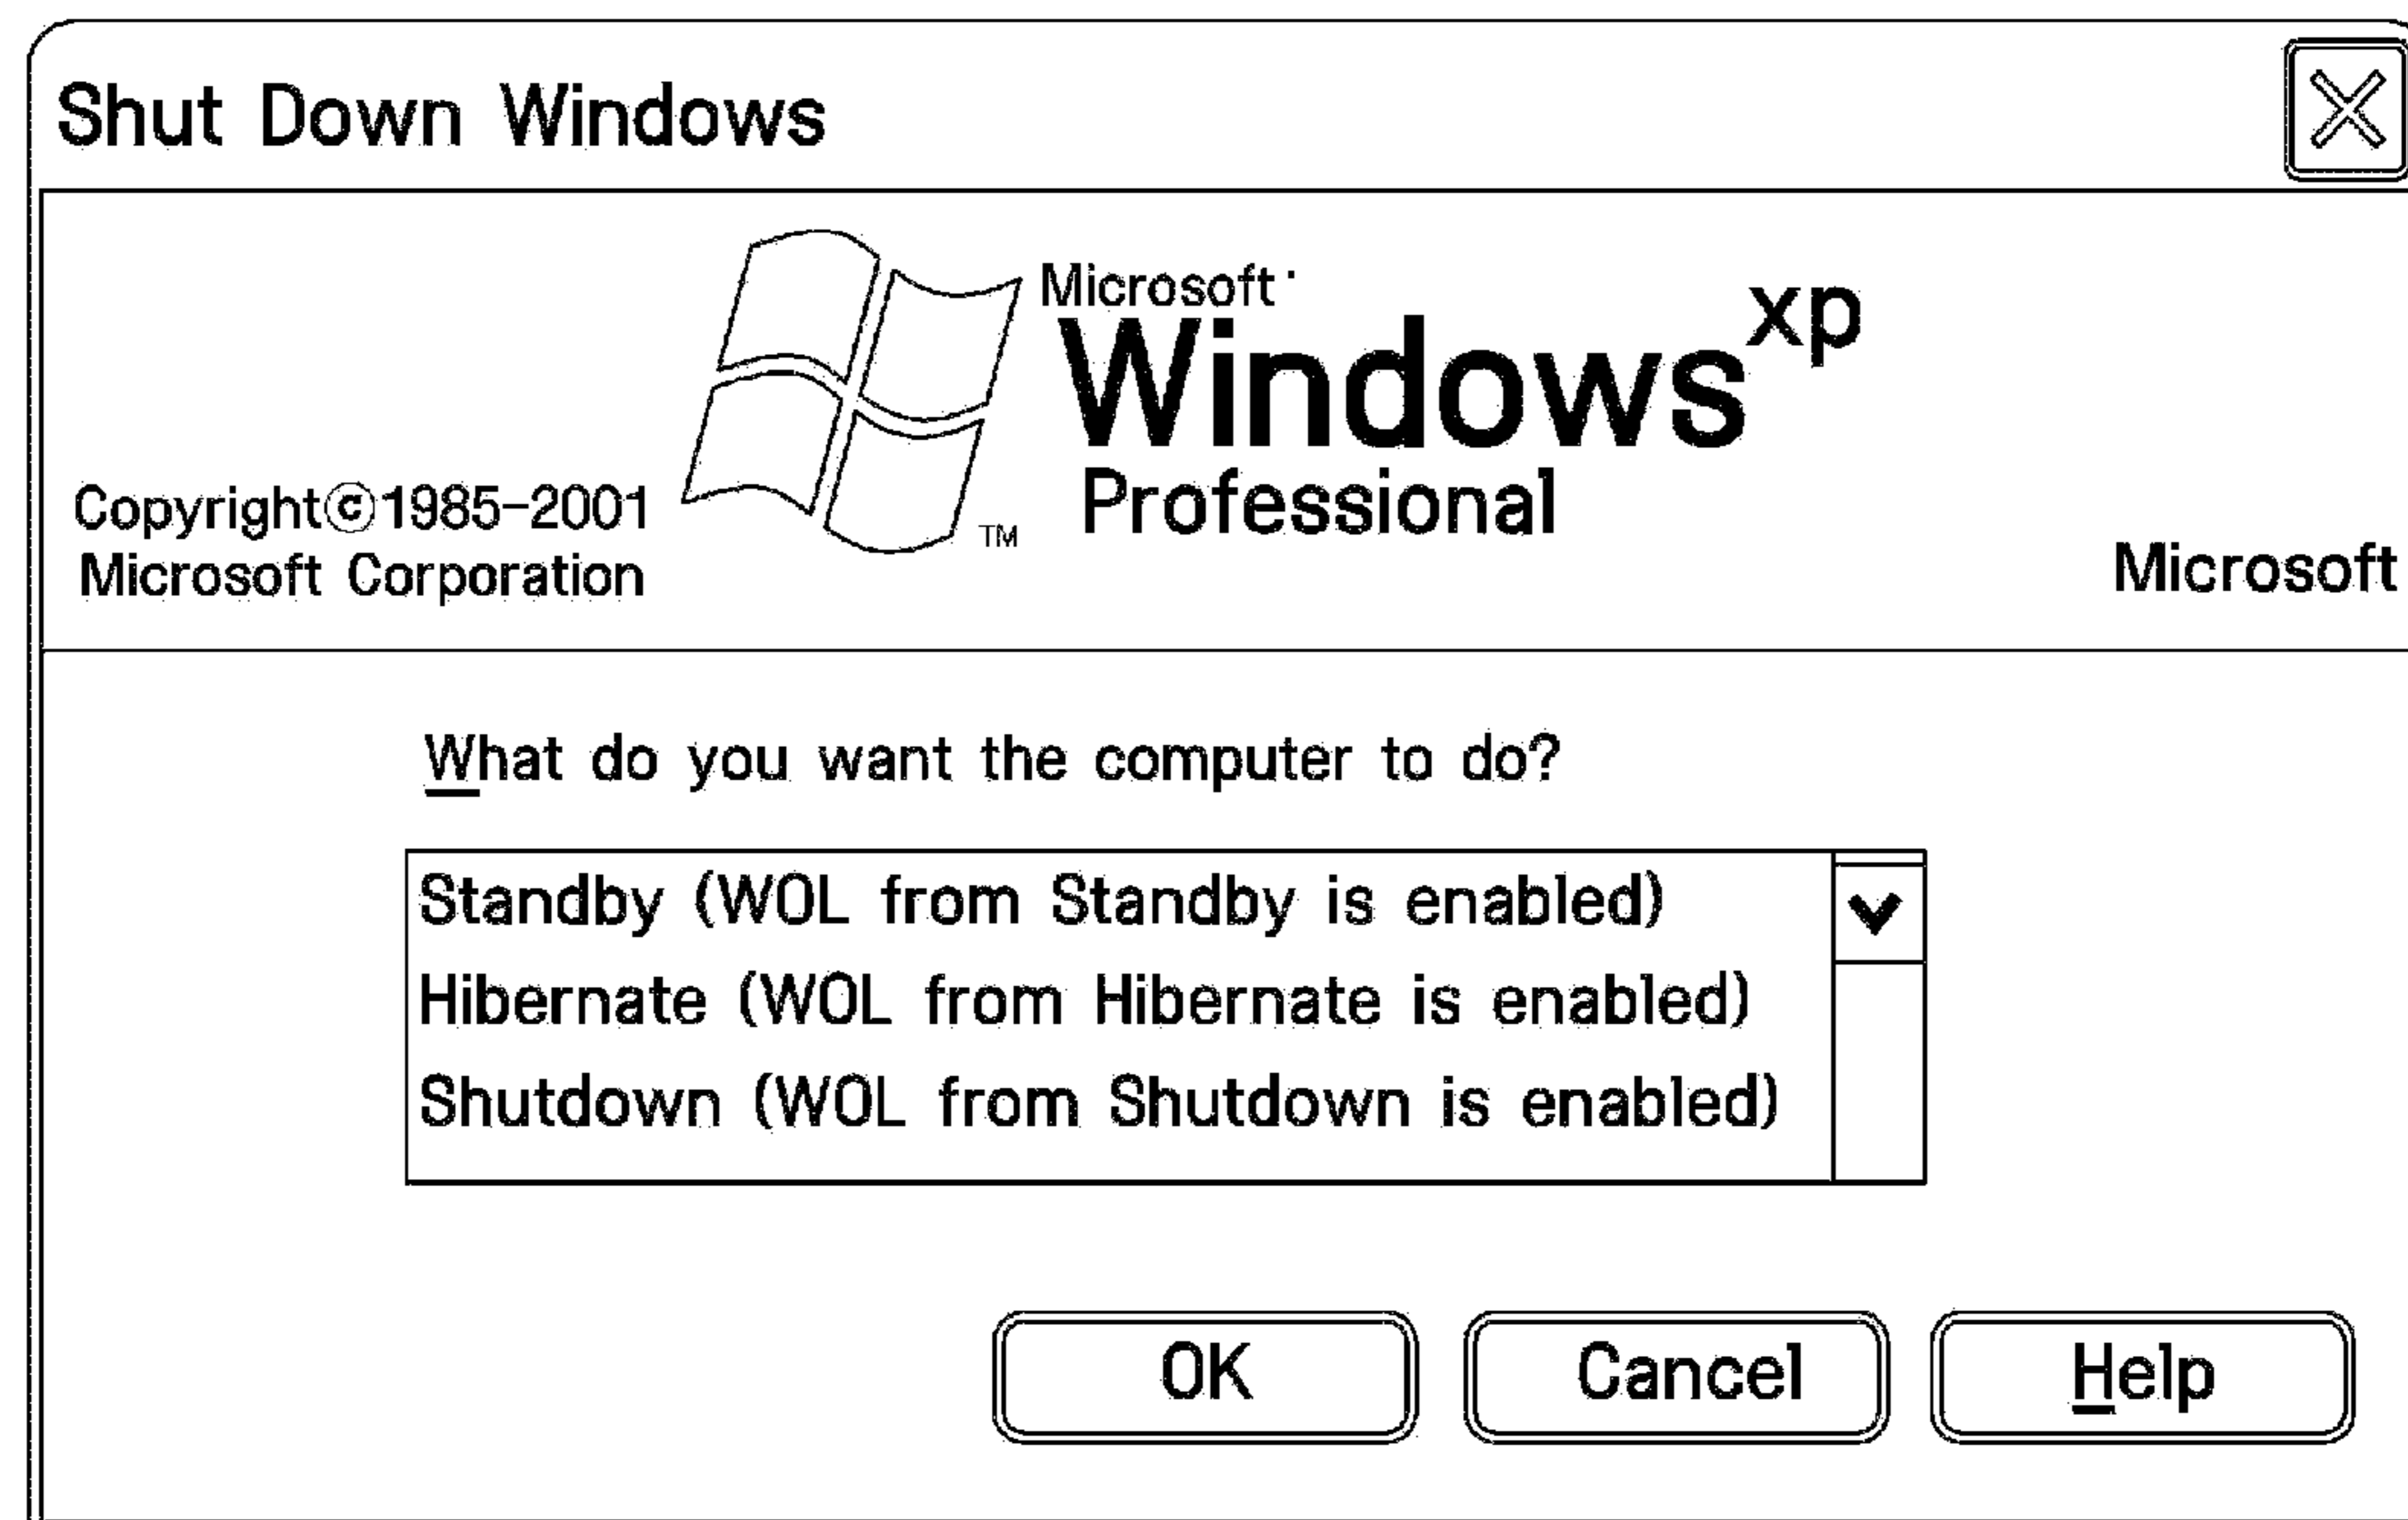 Shut Down Windows
Microsoft
Windows xp
Professional
TM
Copyright©1985-2001
Microsoft Corporation
Microsoft
What do you want the computer to do?
Standby (WOL from Standby is enabled)
Hibernate (WOL from Hibernate is enabled)
Shutdown (WOL from Shutdown is enabled)
OK
Cancel
Help